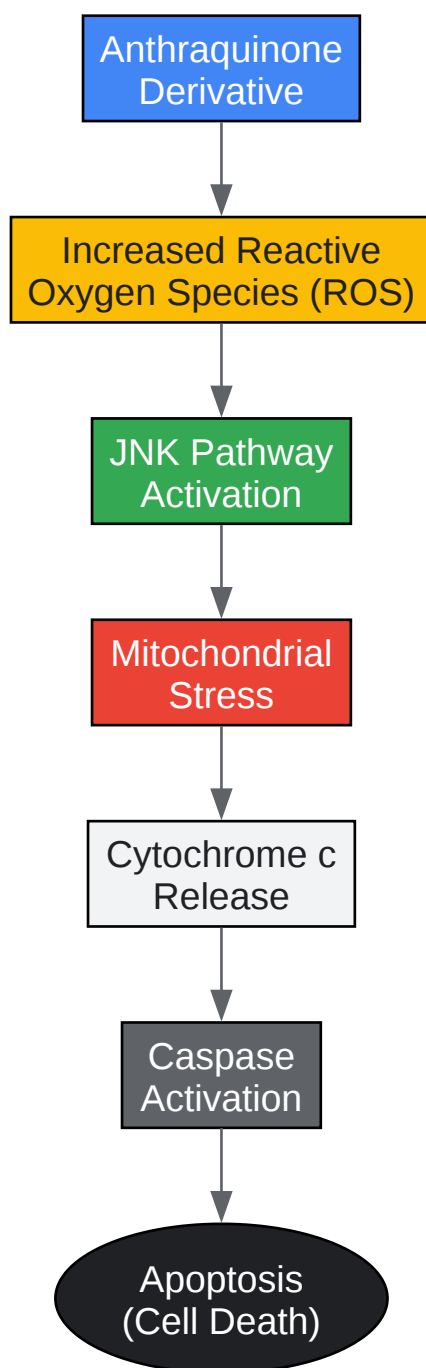 Anthraquinone
Derivative
Increased Reactive
Oxygen Species (ROS)
JNK Pathway
Activation
Mitochondrial
Stress
Cytochrome c
Release
Caspase
Activation
Apoptosis
(Cell Death)